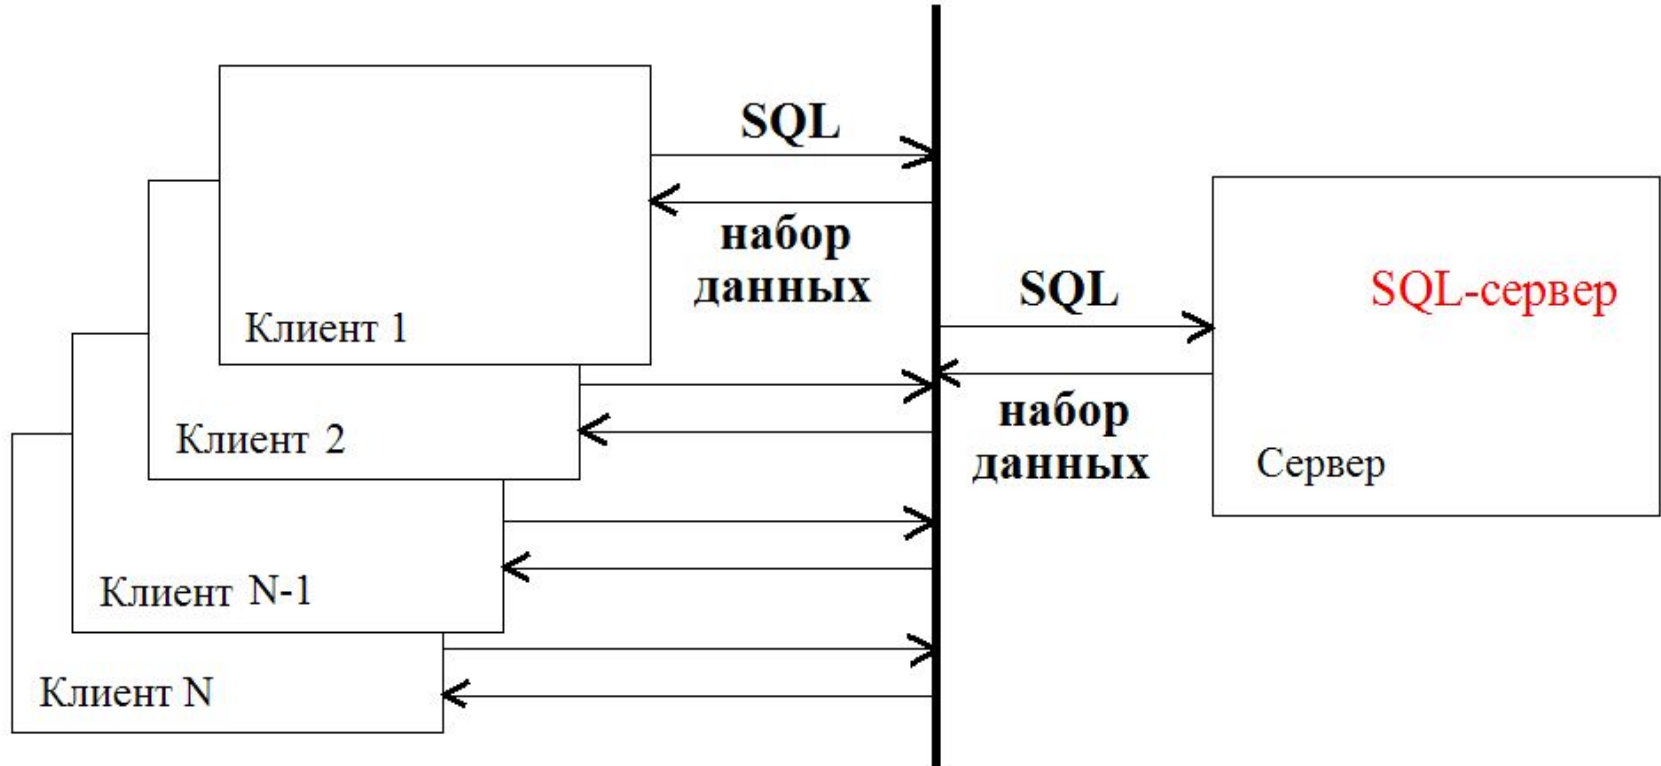 SQL
набор
данных
Клиент 1
SQL
SQL-сервер
набор
данных
Клиент 2
Сервер
Клиент N-1
Клиент N